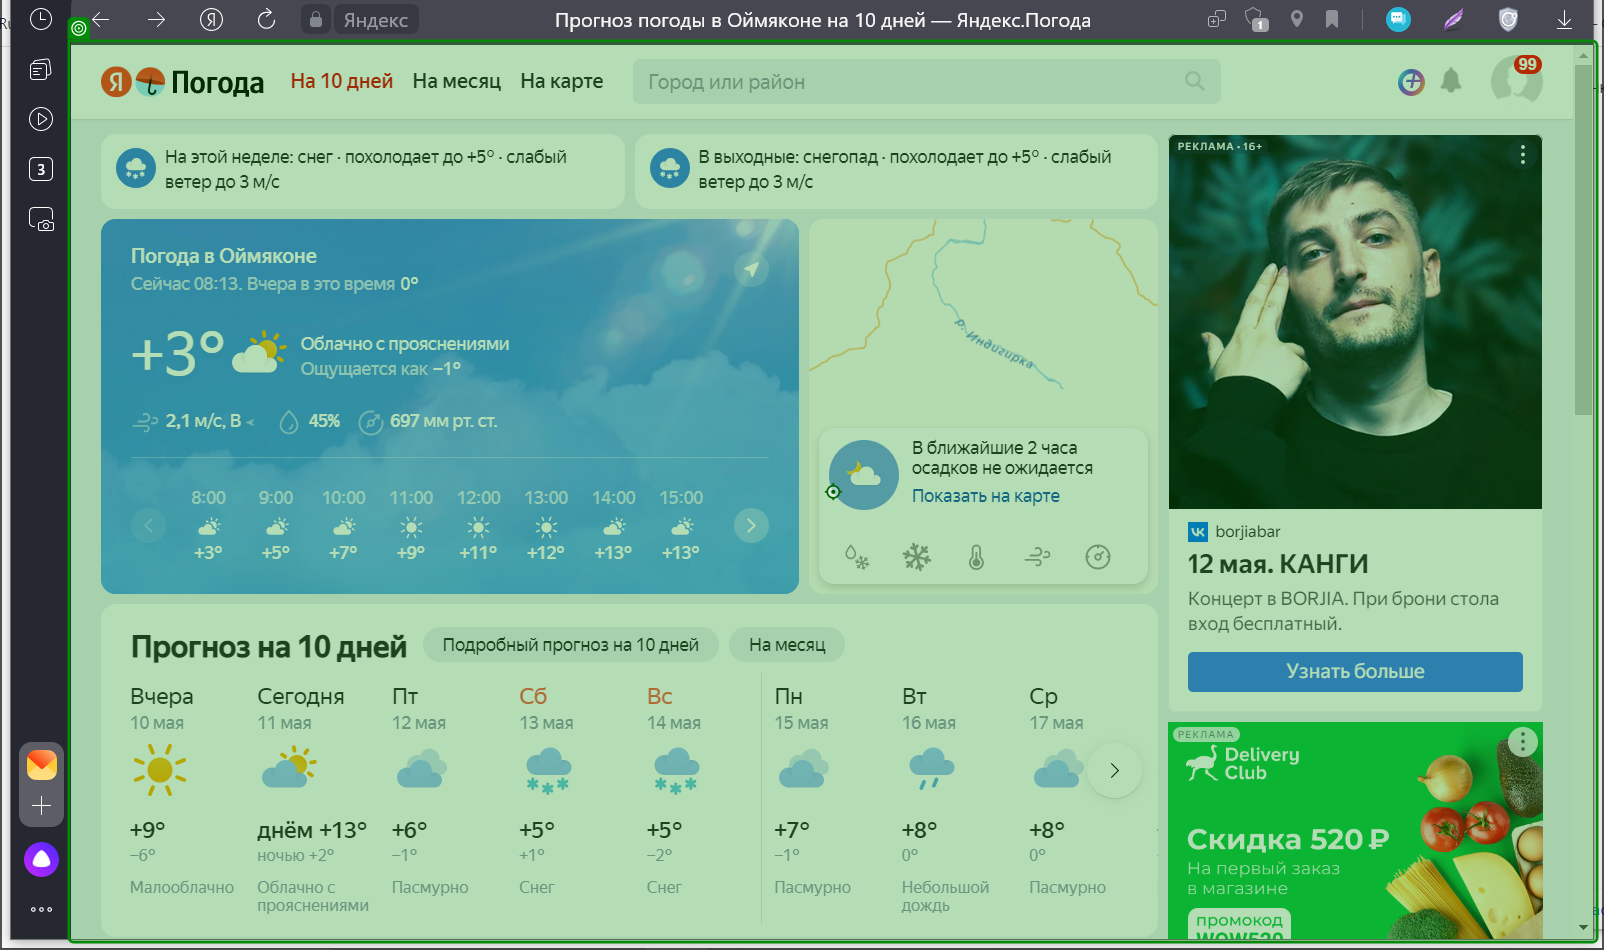 Яндекс
Прогноз погоды в Оймяконе на 10 дней — Яндекс.Погода
1
3
Я Погода
На 10 дней
На месяц
На карте
Город или район
99
На этой неделе: снег · похолодает до +5° · слабый
ветер до 3 м/с
В выходные: снегопад · похолодает до +5° · слабый
ветер до 3 м/с
Погода в Оймяконе
Сейчас 08:13. Вчера в это время 0°
+3°
Облачно с прояснениями
Ощущается как −1°
2,1 м/с, В
45%
697 мм рт. ст.
8:00 9:00 10:00 11:00 12:00 13:00 14:00 15:00
+3° +5° +7° +9° +11° +12° +13° +13°
р. Индигирка
В ближайшие 2 часа
осадков не ожидается
Показать на карте
Прогноз на 10 дней
Подробный прогноз на 10 дней
На месяц
Вчера Сегодня Пт Сб Вс Пн Вт Ср
10 мая 11 мая 12 мая 13 мая 14 мая 15 мая 16 мая 17 мая
+9° днём +13° +6° +5° +5° +7° +8° +8°
−6° ночью +2° −1° +1° −2° −1° 0° 0°
Малооблачно Облачно с Пасмурно Снег Снег Пасмурно Небольшой Пасмурно
прояснениями дождь
РЕКЛАМА · 16+
borjiabar
12 мая. КАНГИ
Концерт в BORJIA. При брони стола
вход бесплатный.
Узнать больше
РЕКЛАМА
Delivery
Club
Скидка 520 ₽
На первый заказ
в магазине
промокод
WOW520